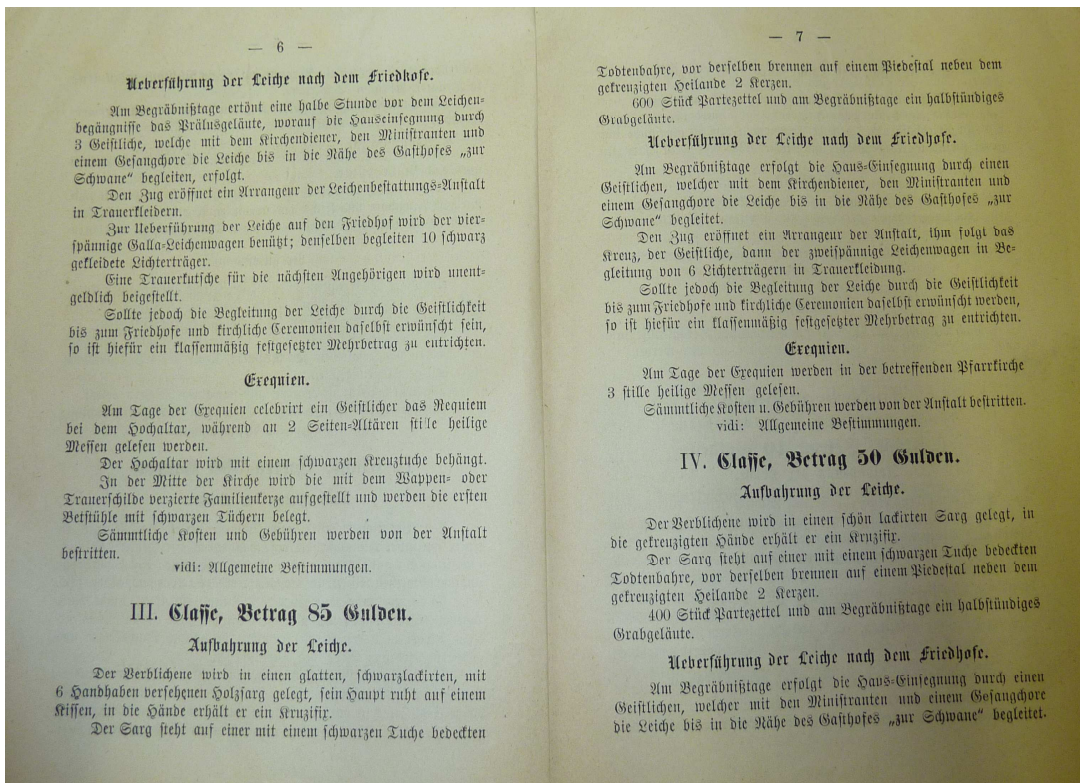 — 6 —
Ueberführung der Leiche nach dem Friedhofe.
Am Begräbnißtage ertönt eine halbe Stunde vor dem Leichen-
begängnisse das Prälusgeläute, worauf die Hauseinsegnung durch
3 Geistliche, welche mit dem Kirchendiener, den Ministranten und
einem Gesangchore die Leiche bis in die Nähe des Gasthofes „zur
Schwane“ begleiten, erfolgt.
Den Zug eröffnet ein Arrangeur der Leichenbestattungs-Anstalt
in Trauerkleidern.
Zur Ueberführung der Leiche auf den Friedhof wird der vier-
spännige Galla-Leichenwagen benützt; denselben begleiten 10 schwarz
gekleidete Lichterträger.
Eine Trauerkutsche für die nächsten Angehörigen wird unent-
geldlich beigestellt.
Sollte jedoch die Begleitung der Leiche durch die Geistlichkeit
bis zum Friedhofe und kirchliche Ceremonien daselbst erwünscht sein,
so ist hiefür ein klassenmäßig festgesetzter Mehrbetrag zu entrichten.
Exequien.
Am Tage der Exequien celebrirt ein Geistlicher das Requiem
bei dem Hochaltar, während an 2 Seiten-Altären stille heilige
Messen gelesen werden.
Der Hochaltar wird mit einem schwarzen Kreuztuche behängt.
In der Mitte der Kirche wird die mit dem Wappen- oder
Trauerschilde verzierte Familienkerze aufgestellt und werden die ersten
Betstühle mit schwarzen Tüchern belegt.
Sämmtliche Kosten und Gebühren werden von der Anstalt
bestritten.
vidi: Allgemeine Bestimmungen.
III. Classe, Betrag 85 Gulden.
Aufbahrung der Leiche.
Der Verblichene wird in einen glatten, schwarzlackirten, mit
6 Handhaben versehenen Holzsarg gelegt, sein Haupt ruht auf einem
Kissen, in die Hände erhält er ein Kruzifix.
Der Sarg steht auf einer mit einem schwarzen Tuche bedeckten
— 7 —
Todtenbahre, vor derselben brennen auf einem Piedestal neben dem
gekreuzigten Heilande 2 Kerzen.
600 Stück Partezettel und am Begräbnißtage ein halbstündiges
Grabgeläute.
Ueberführung der Leiche nach dem Friedhofe.
Am Begräbnißtage erfolgt die Haus-Einsegnung durch einen
Geistlichen, welcher mit dem Kirchendiener, den Ministranten und
einem Gesangchore die Leiche bis in die Nähe des Gasthofes „zur
Schwane“ begleitet.
Den Zug eröffnet ein Arrangeur der Anstalt, ihm folgt das
Kreuz, der Geistliche, dann der zweispännige Leichenwagen in Be-
gleitung von 6 Lichterträgern in Trauerkleidung.
Sollte jedoch die Begleitung der Leiche durch die Geistlichkeit
bis zum Friedhofe und kirchliche Ceremonien daselbst erwünscht werden,
so ist hiefür ein klassenmäßig festgesetzter Mehrbetrag zu entrichten.
Exequien.
Am Tage der Exequien werden in der betreffenden Pfarrkirche
3 stille heilige Messen gelesen.
Sämmtliche Kosten u. Gebühren werden von der Anstalt bestritten.
vidi: Allgemeine Bestimmungen.
IV. Classe, Betrag 50 Gulden.
Aufbahrung der Leiche.
Der Verblichene wird in einen schön lackirten Sarg gelegt, in
die gekreuzigten Hände erhält er ein Kruzifix.
Der Sarg steht auf einer mit einem schwarzen Tuche bedeckten
Todtenbahre, vor derselben brennen auf einem Piedestal neben dem
gekreuzigten Heilande 2 Kerzen.
400 Stück Partezettel und am Begräbnißtage ein halbstündiges
Grabgeläute.
Ueberführung der Leiche nach dem Friedhofe.
Am Begräbnißtage erfolgt die Haus-Einsegnung durch einen
Geistlichen, welcher mit den Ministranten und einem Gesangchore
die Leiche bis in die Nähe des Gasthofes „zur Schwane“ begleitet.